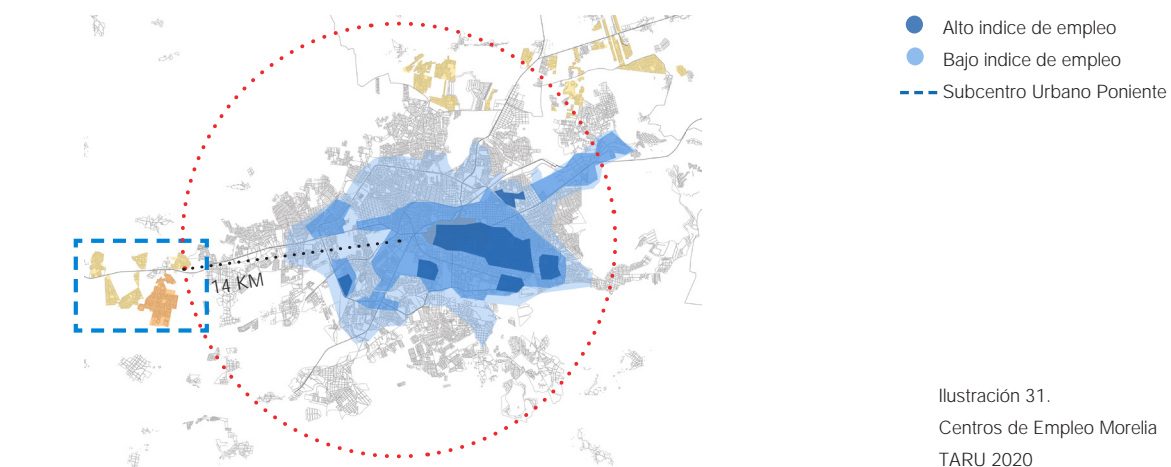 Alto indice de empleo
Bajo indice de empleo
Subcentro Urbano Poniente
14 KM
Ilustración 31.
Centros de Empleo Morelia
TARU 2020